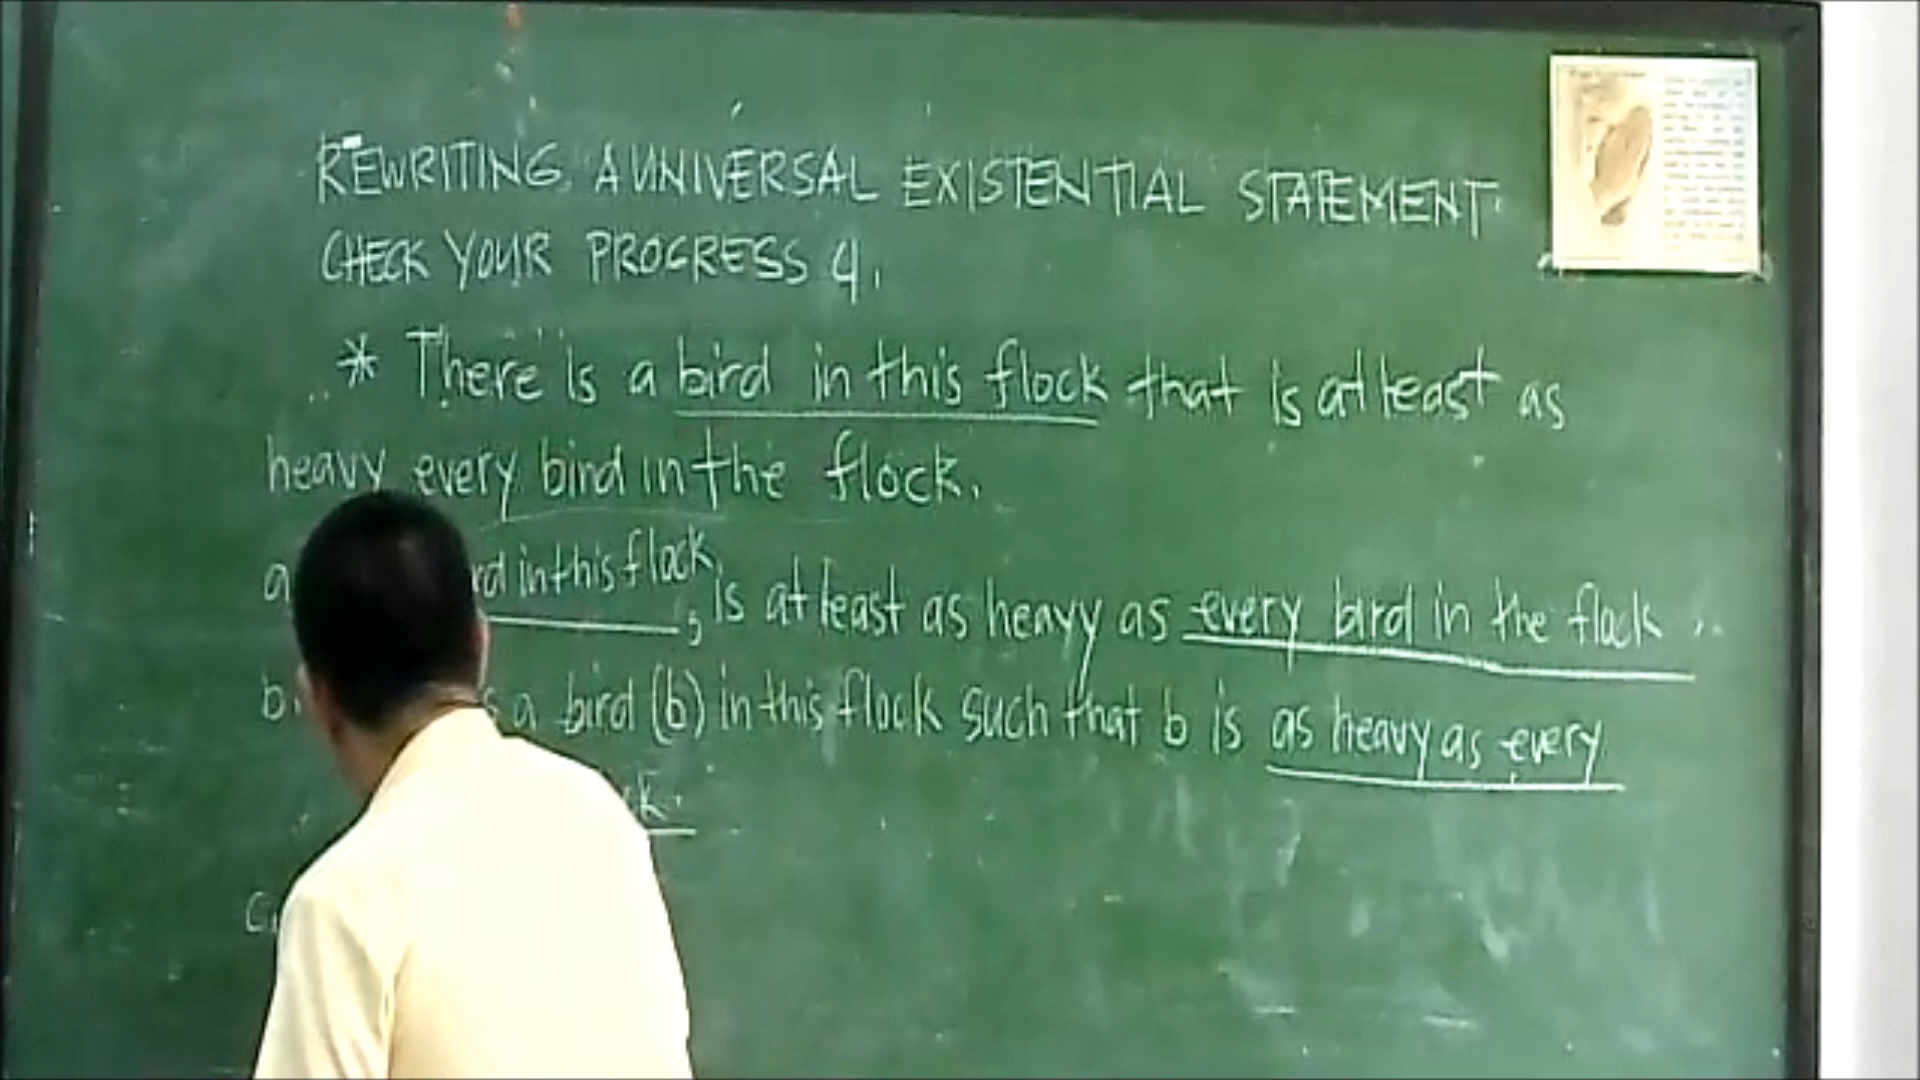 REWRITING A UNIVERSAL EXISTENTIAL STATEMENT.
CHECK YOUR PROGRESS 4.
* There is a bird in this flock that is at least as
heavy every bird in the flock.
a rd in this flock, is at least as heavy as every bird in the flock ..
b. s a bird (b) in this flock such that b is as heavy as every
ck.
C